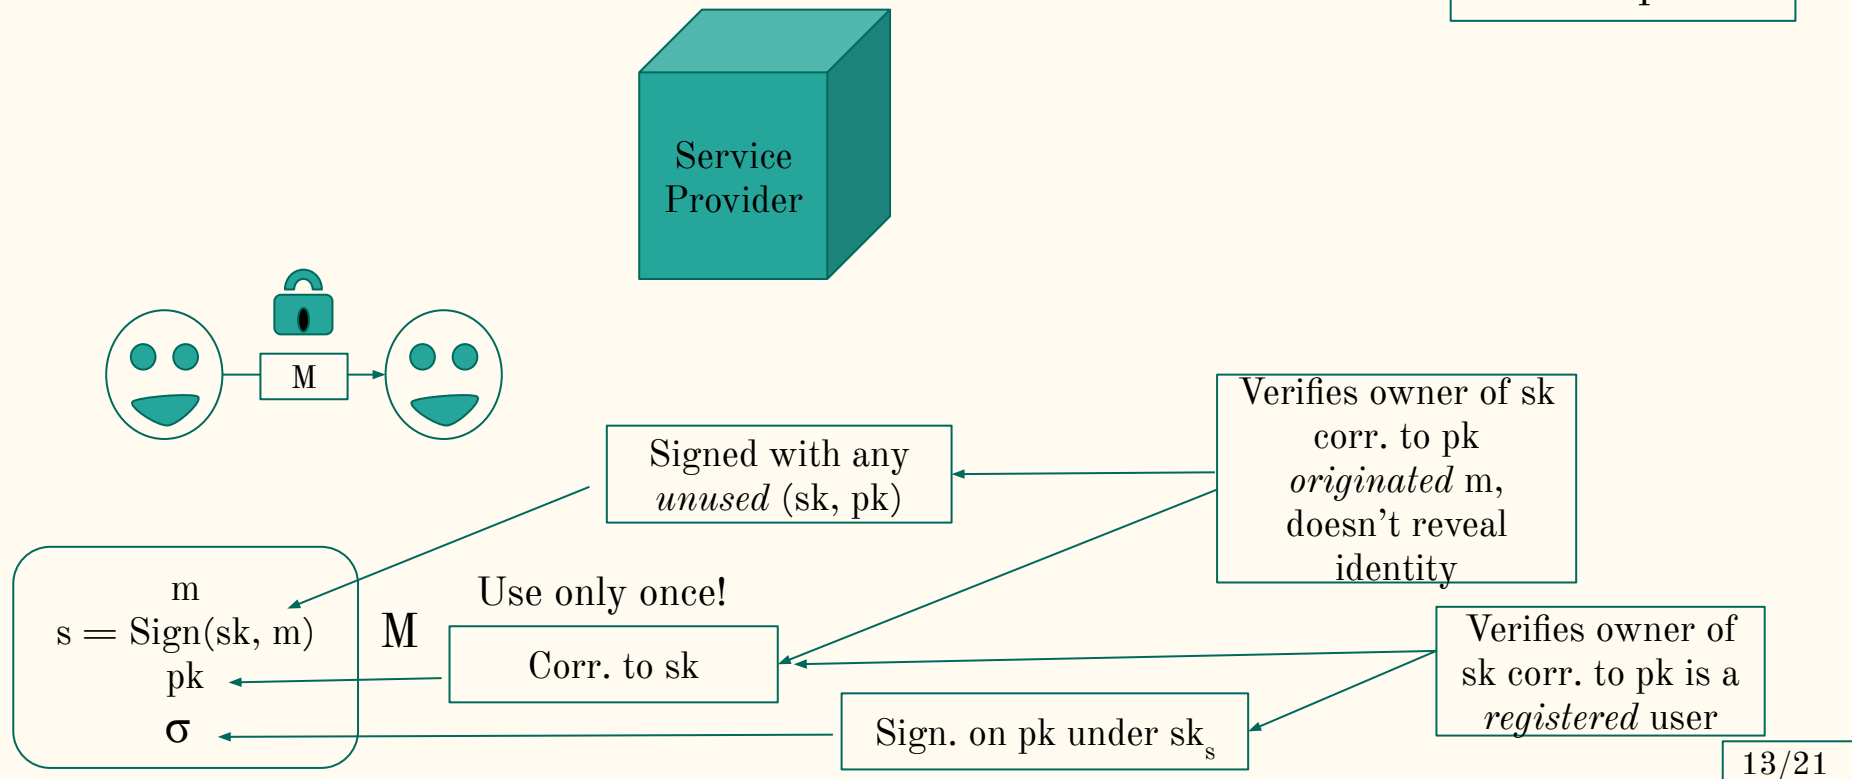 Service
Provider
M
Signed with any
unused (sk, pk)
Verifies owner of sk
corr. to pk
originated m,
doesn't reveal
identity
m
s = Sign(sk, m)
pk
σ
M
Use only once!
Corr. to sk
Sign. on pk under skₛ
Verifies owner of
sk corr. to pk is a
registered user
13/21